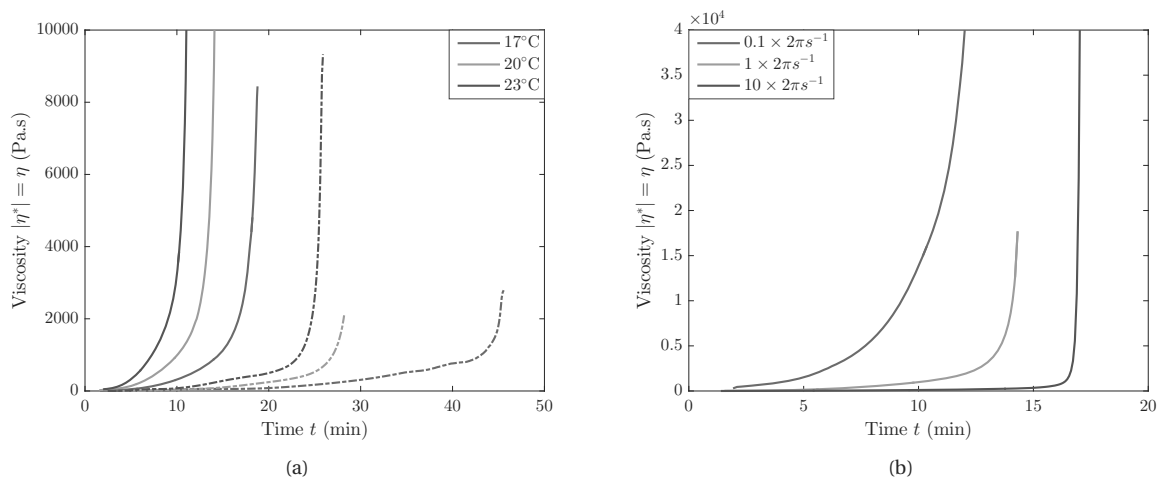 10000
8000
6000
4000
2000
0
0 10 20 30 40 50
Viscosity |η*| = η (Pa.s)
Time t (min)
17°C
20°C
23°C
(a)
×10⁴
4
3.5
3
2.5
2
1.5
1
0.5
0
0 5 10 15 20
Viscosity |η*| = η (Pa.s)
Time t (min)
0.1 × 2πs⁻¹
1 × 2πs⁻¹
10 × 2πs⁻¹
(b)